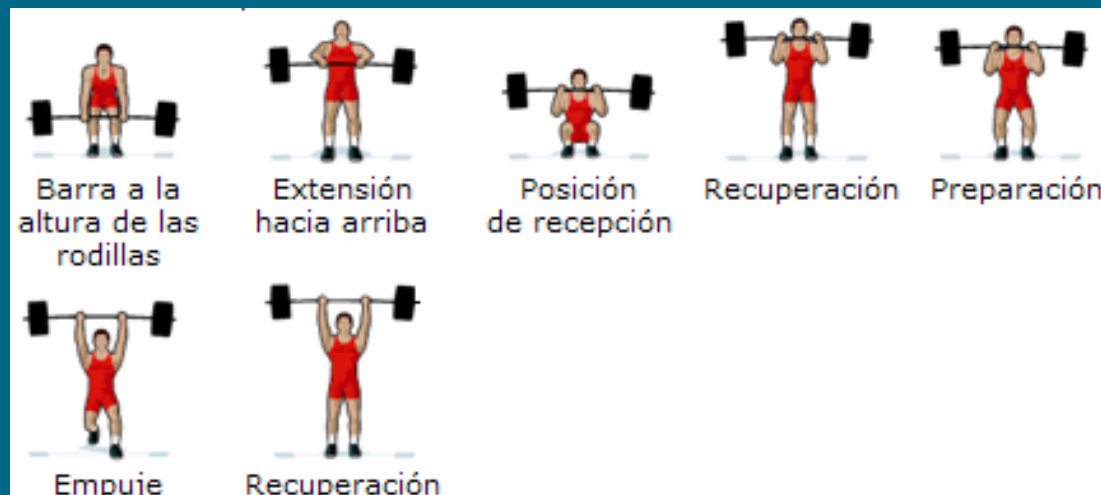 Barra a la
altura de las
rodillas
Extensión
hacia arriba
Posición
de recepción
Recuperación
Preparación
Empuje
Recuperación